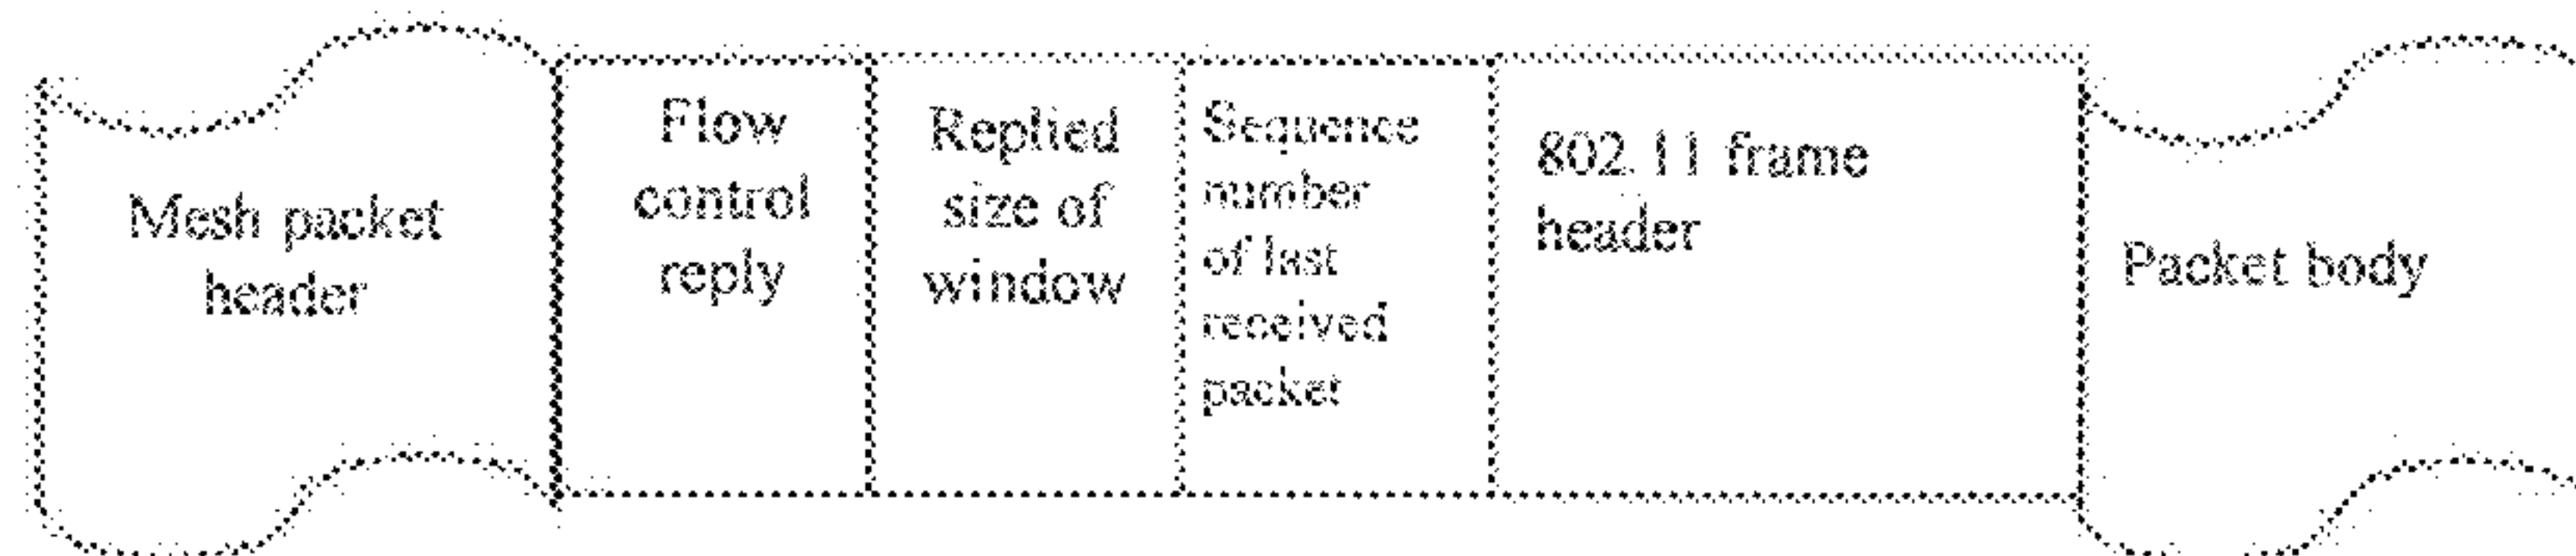 Mesh packet
header
Flow
control
reply
Replied
size of
window
Sequence
number
of last
received
packet
802.11 frame
header
Packet body